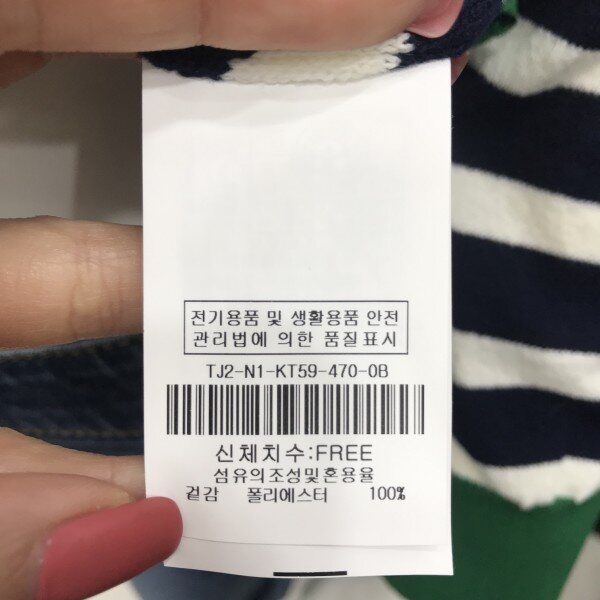 전기용품 및 생활용품 안전
관리법에 의한 품질표시
TJ2-N1-KT59-470-0B
신체치수:FREE
섬유의조성및혼용율
겉감 폴리에스터 100%